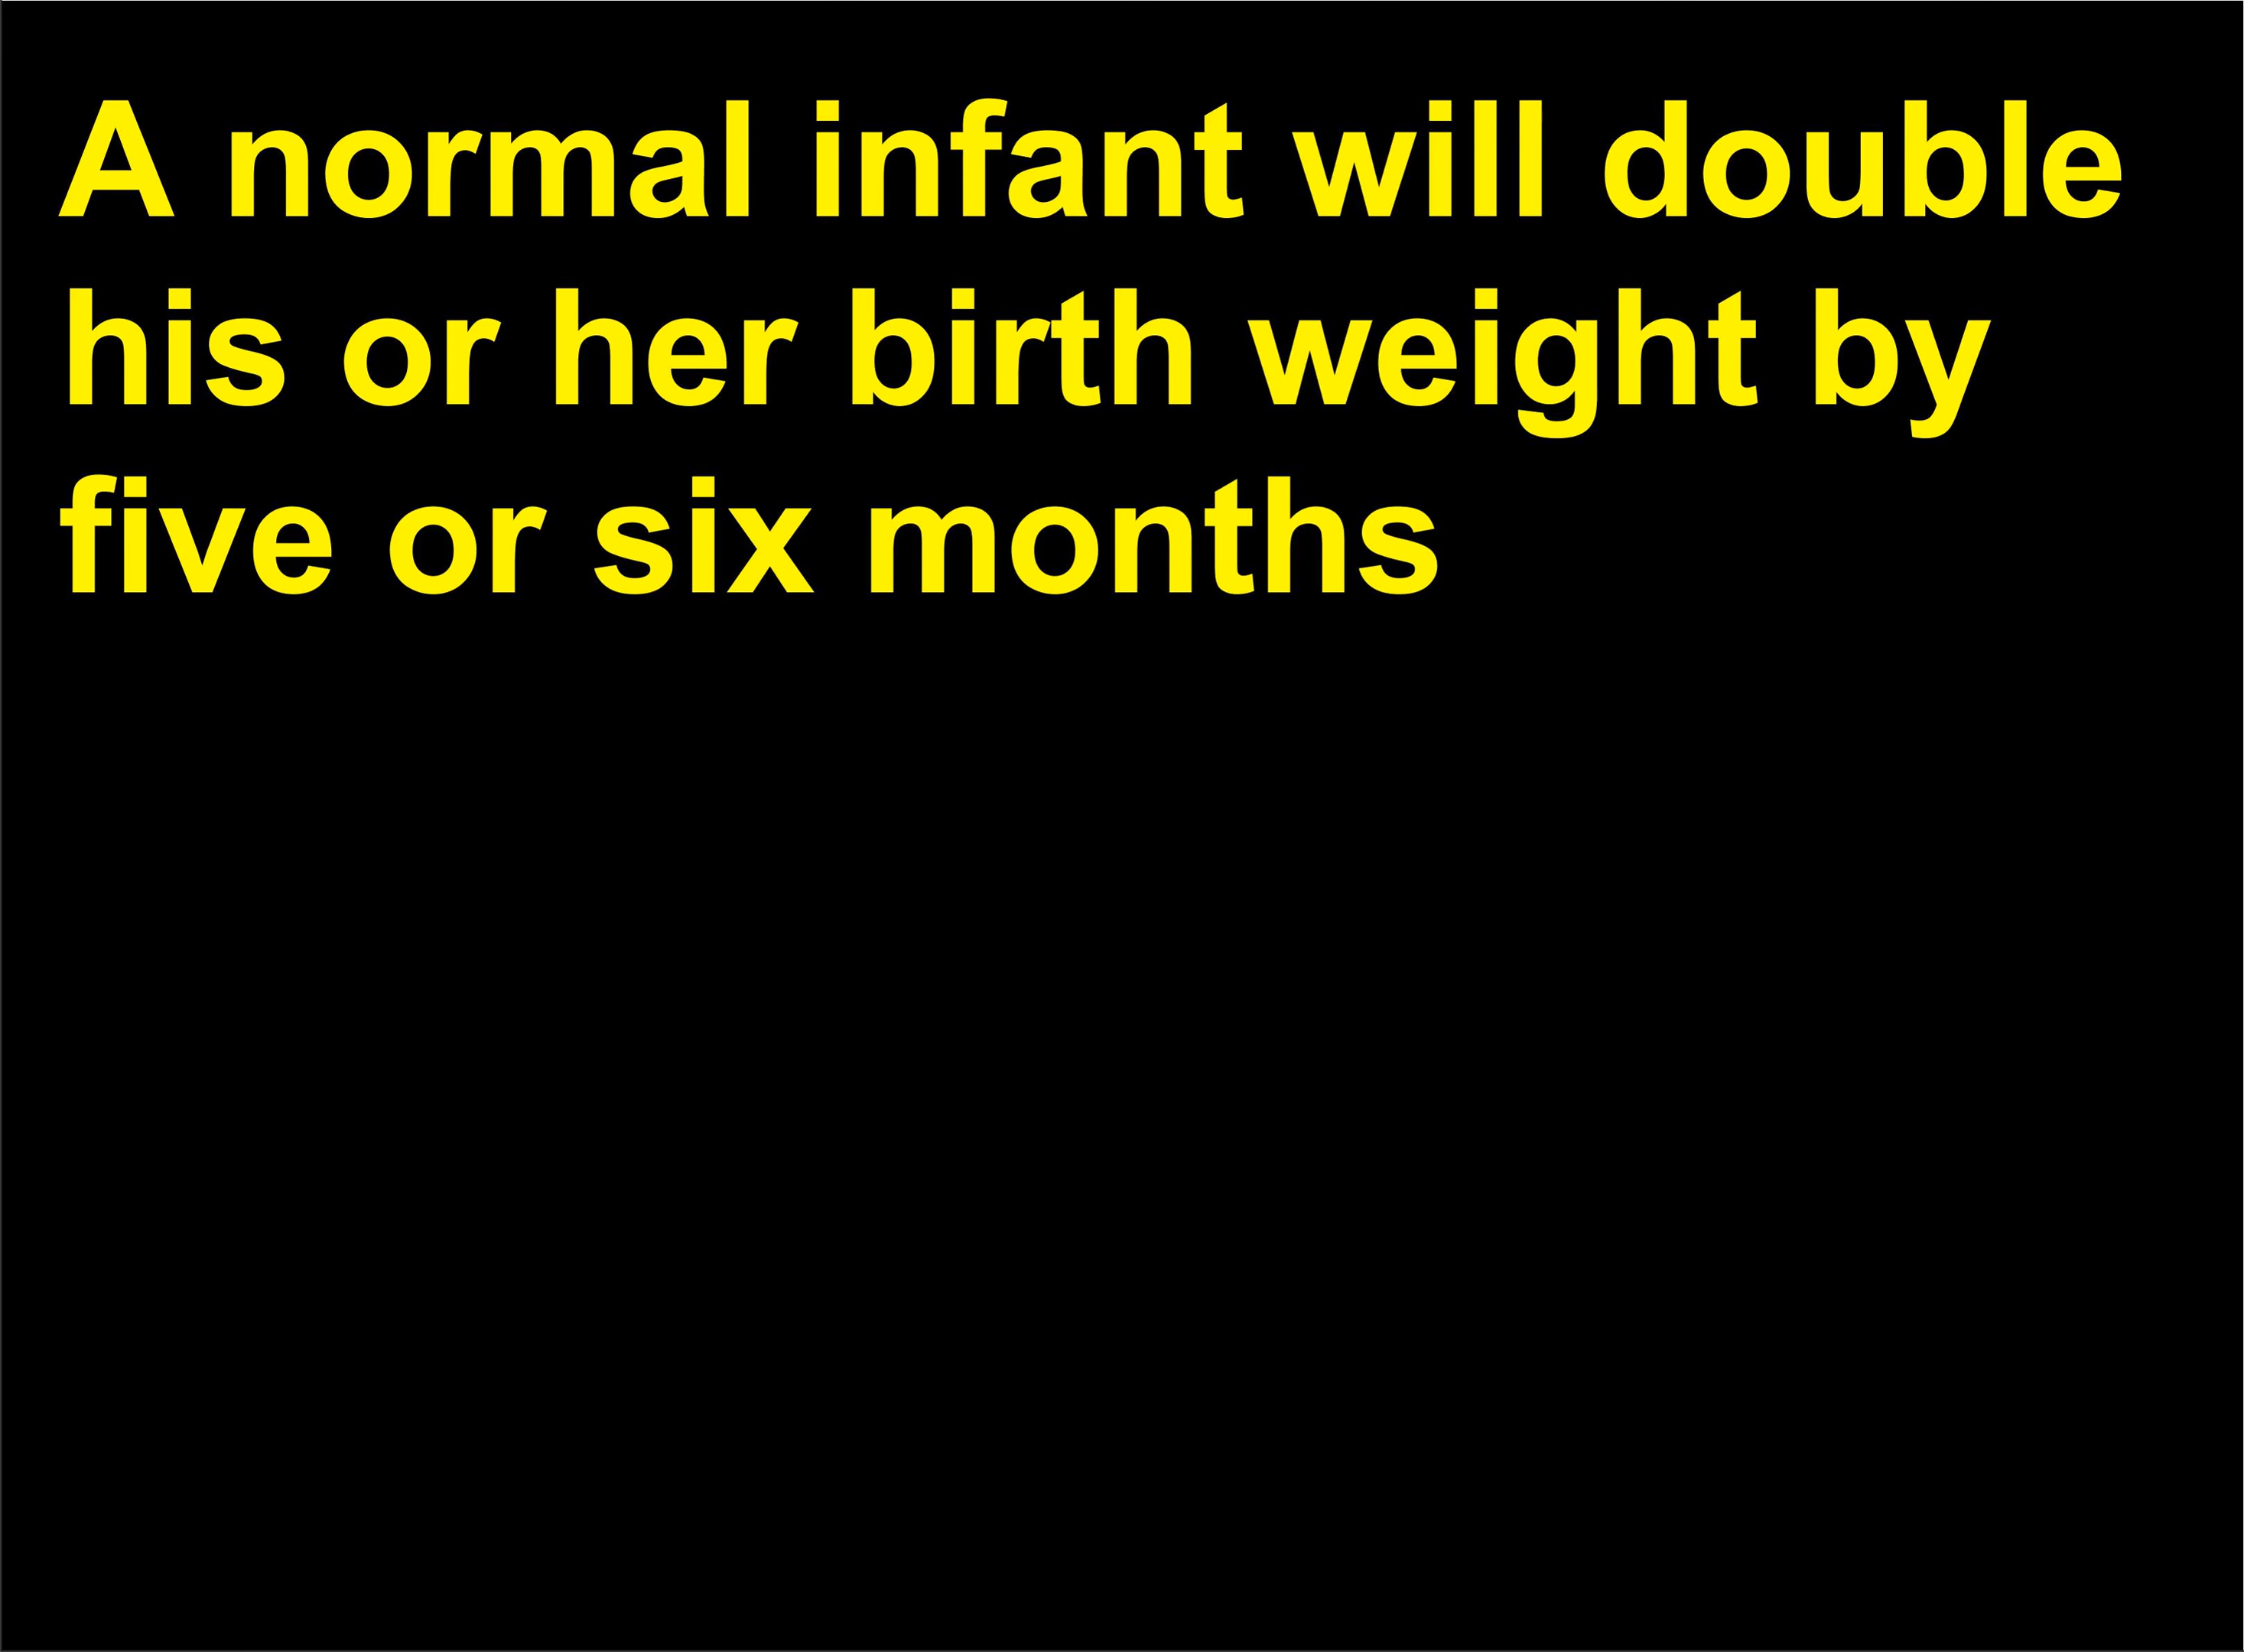 A normal infant will double
his or her birth weight by
five or six months